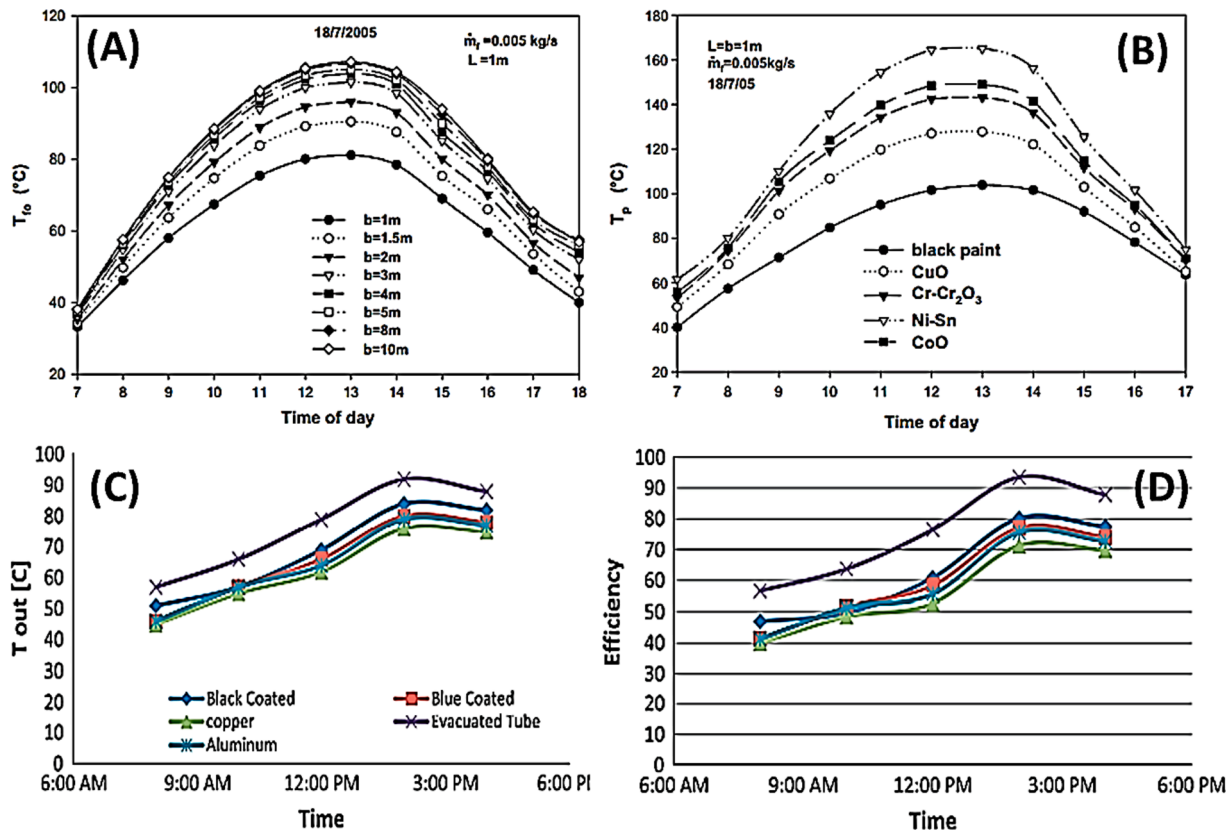 (A)
18/7/2005
ṁf =0.005 kg/s
L =1m
120
100
80
60
40
20
Tfo (°C)
b=1m
b=1.5m
b=2m
b=3m
b=4m
b=5m
b=8m
b=10m
7 8 9 10 11 12 13 14 15 16 17 18
Time of day
(B)
L=b=1m
ṁf=0.005kg/s
18/7/05
180
160
140
120
100
80
60
40
20
Tp (°C)
black paint
CuO
Cr-Cr₂O₃
Ni-Sn
CoO
7 8 9 10 11 12 13 14 15 16 17
Time of day
(C)
100
90
80
70
60
50
40
30
20
10
0
T out [C]
Black Coated
Blue Coated
copper
Evacuated Tube
Aluminum
6:00 AM 9:00 AM 12:00 PM 3:00 PM 6:00 PI
Time
(D)
100
90
80
70
60
50
40
30
20
10
0
Efficiency
6:00 AM 9:00 AM 12:00 PM 3:00 PM 6:00 PM
Time